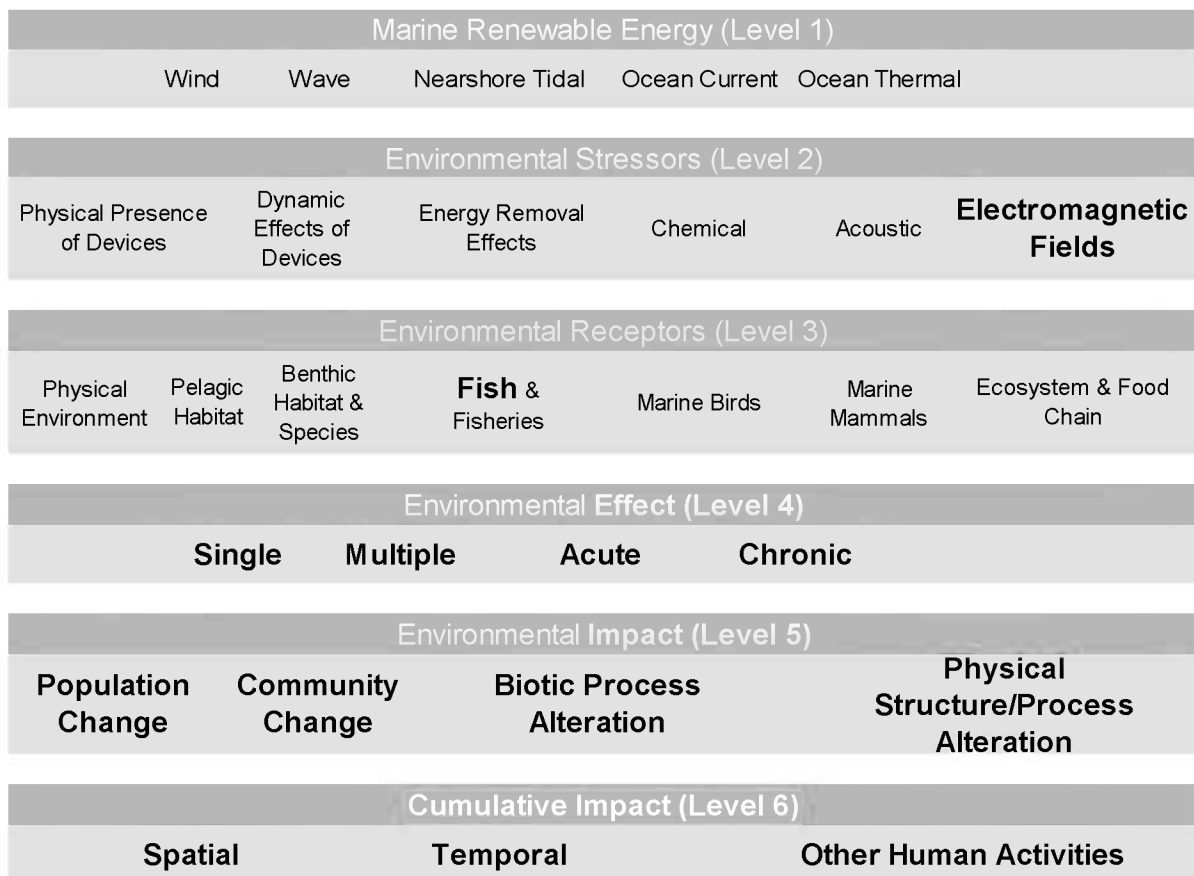 Marine Renewable Energy (Level 1)
Wind Wave Nearshore Tidal Ocean Current Ocean Thermal
Environmental Stressors (Level 2)
Physical Presence
of Devices
Dynamic
Effects of
Devices
Energy Removal
Effects
Chemical
Acoustic
Electromagnetic
Fields
Environmental Receptors (Level 3)
Physical
Environment
Pelagic
Habitat
Benthic
Habitat &
Species
Fish &
Fisheries
Marine Birds
Marine
Mammals
Ecosystem & Food
Chain
Environmental Effect (Level 4)
Single Multiple Acute Chronic
Environmental Impact (Level 5)
Population
Change
Community
Change
Biotic Process
Alteration
Physical
Structure/Process
Alteration
Cumulative Impact (Level 6)
Spatial Temporal Other Human Activities